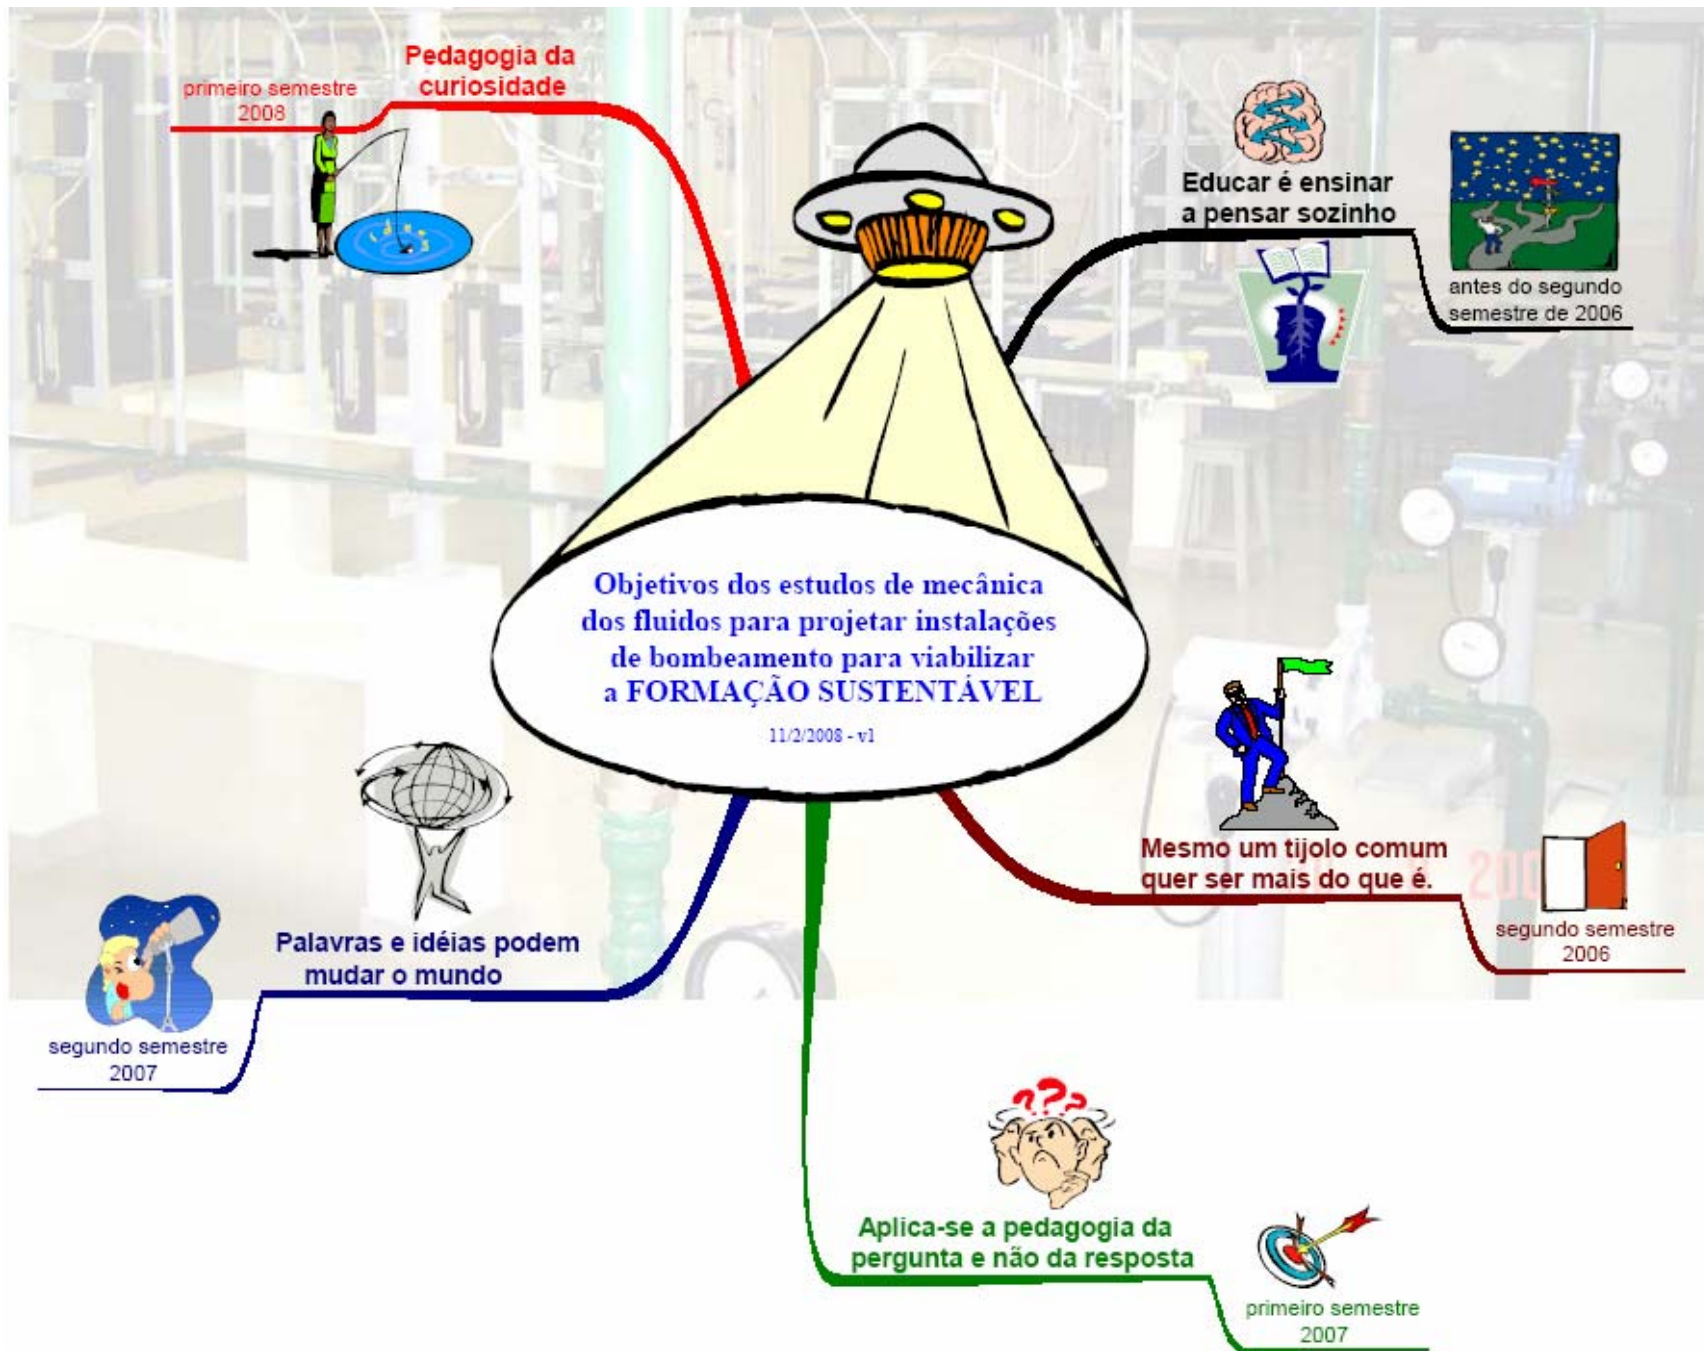 Pedagogia da
curiosidade
primeiro semestre
2008
ideas
Educar é ensinar
a pensar sozinho
antes do segundo
semestre de 2006
Objetivos dos estudos de mecânica
dos fluidos para projetar instalações
de bombeamento para viabilizar
a FORMAÇÃO SUSTENTÁVEL
11/2/2008 - v1
Mesmo um tijolo comum
quer ser mais do que é.
segundo semestre
2006
Palavras e idéias podem
mudar o mundo
segundo semestre
2007
???
Aplica-se a pedagogia da
pergunta e não da resposta
primeiro semestre
2007